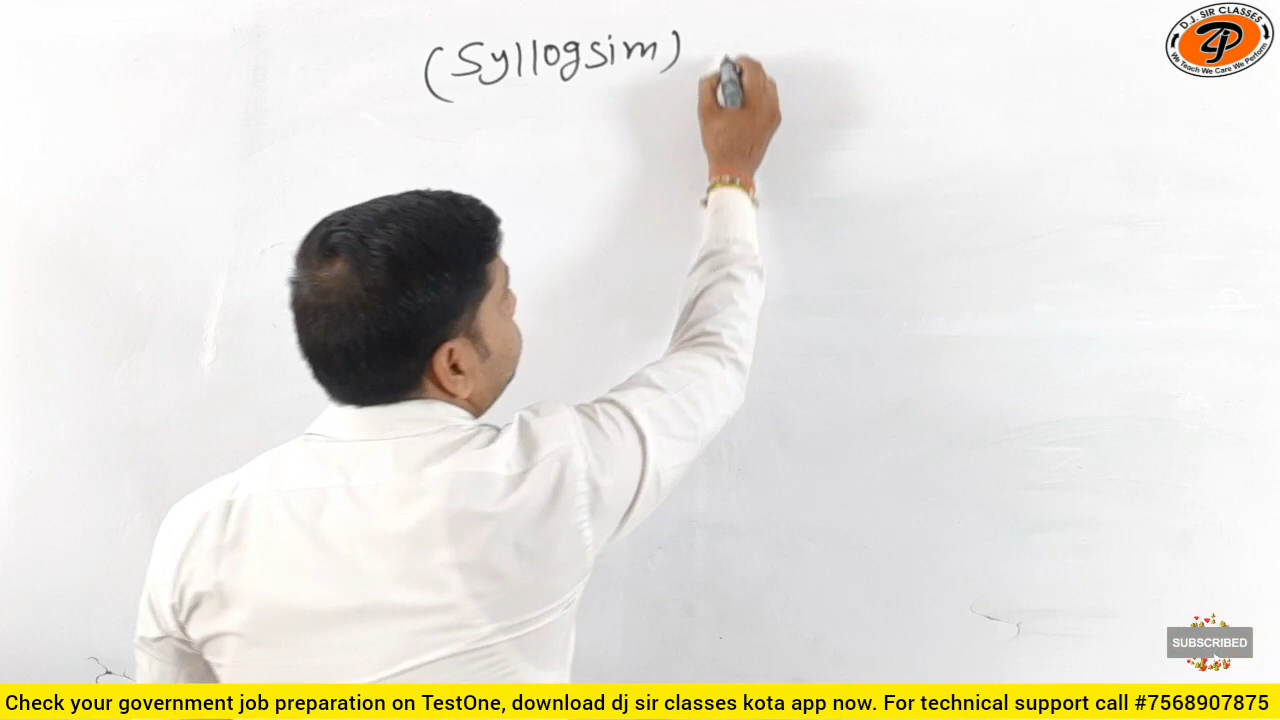 (Syllogsim)
D.J. SIR CLASSES
We Teach We Care We Perform
SUBSCRIBED
Check your government job preparation on TestOne, download dj sir classes kota app now. For technical support call #7568907875